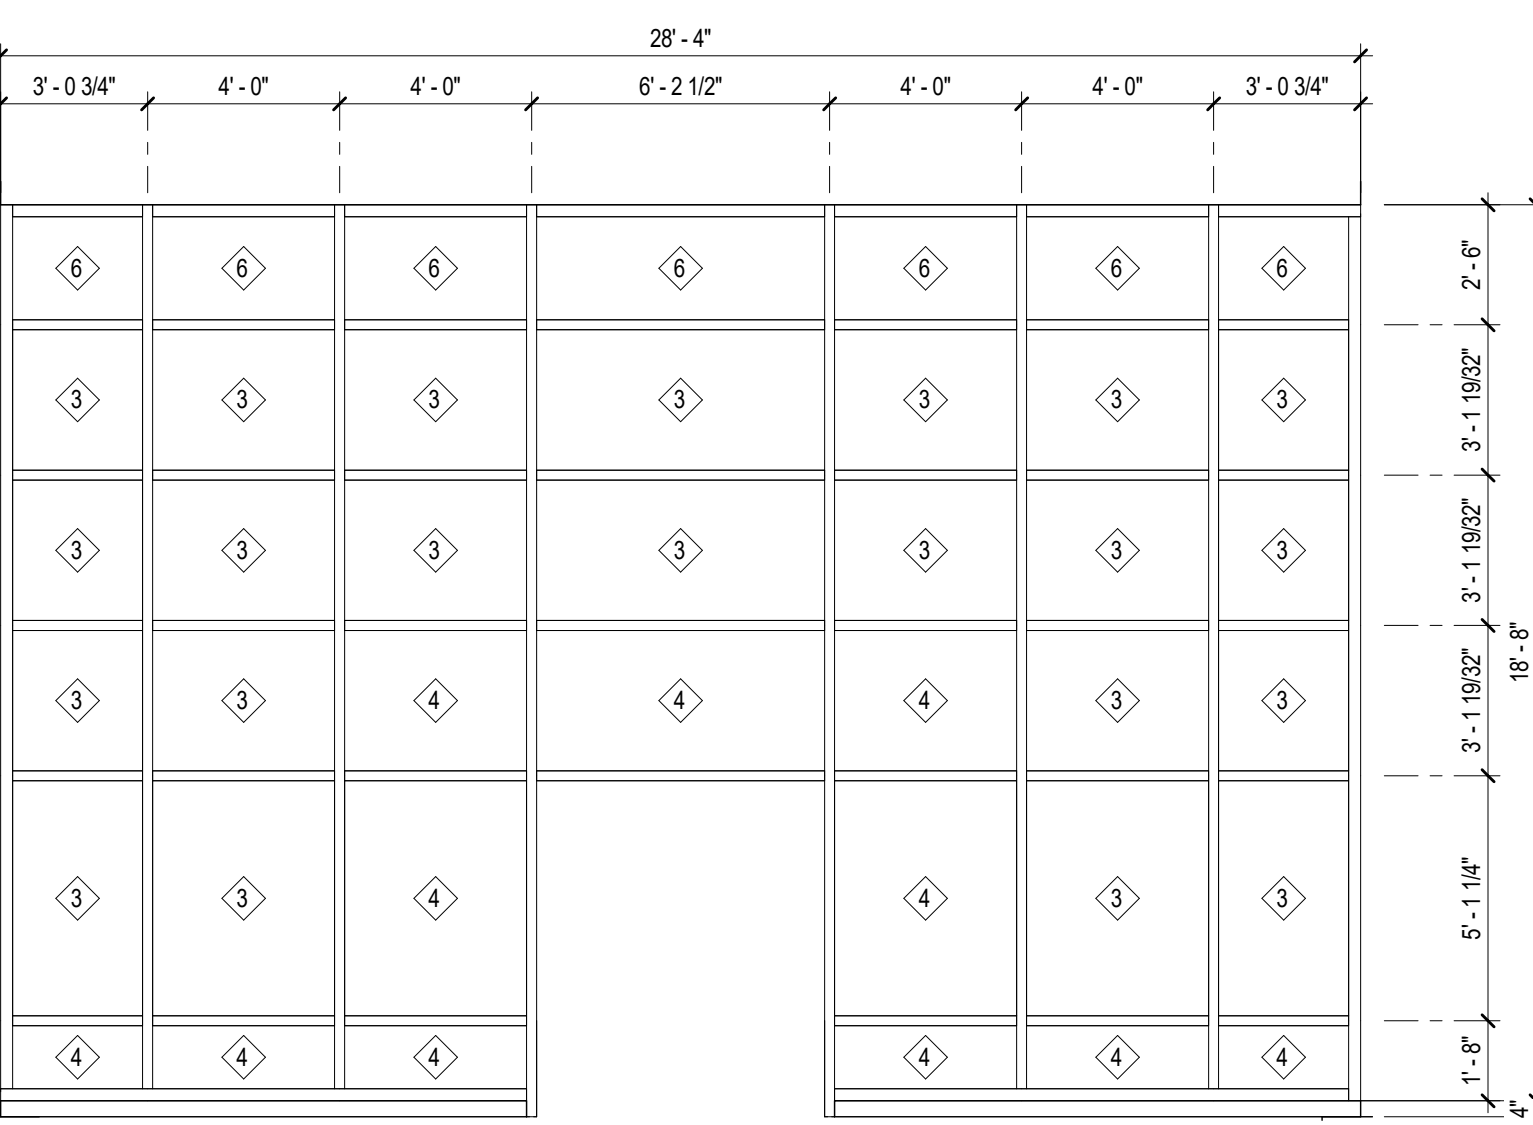 28' - 4"
3' - 0 3/4" 4' - 0" 4' - 0" 6' - 2 1/2" 4' - 0" 4' - 0" 3' - 0 3/4"
6 6 6 6 6 6 6
2' - 6"
3 3 3 3 3 3 3
3' - 1 19/32"
3 3 3 3 3 3 3
3' - 1 19/32"
18' - 8"
3 3 4 4 4 3 3
3' - 1 19/32"
3 3 4 4 3 3
5' - 1 1/4"
4 4 4 4 4 4
1' - 8"
4"